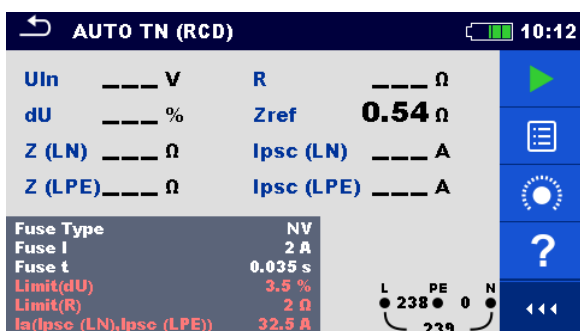 AUTO TN (RCD) 10:12
Uln ___ V R ___ Ω
dU ___ % Zref 0.54 Ω
Z (LN) ___ Ω Ipsc (LN) ___ A
Z (LPE)___ Ω Ipsc (LPE) ___ A
Fuse Type NV
Fuse I 2 A
Fuse t 0.035 s
Limit(dU) 3.5 %
Limit(R) 2 Ω
Ia(Ipsc (LN),Ipsc (LPE)) 32.5 A
L PE N
238 0
239
?